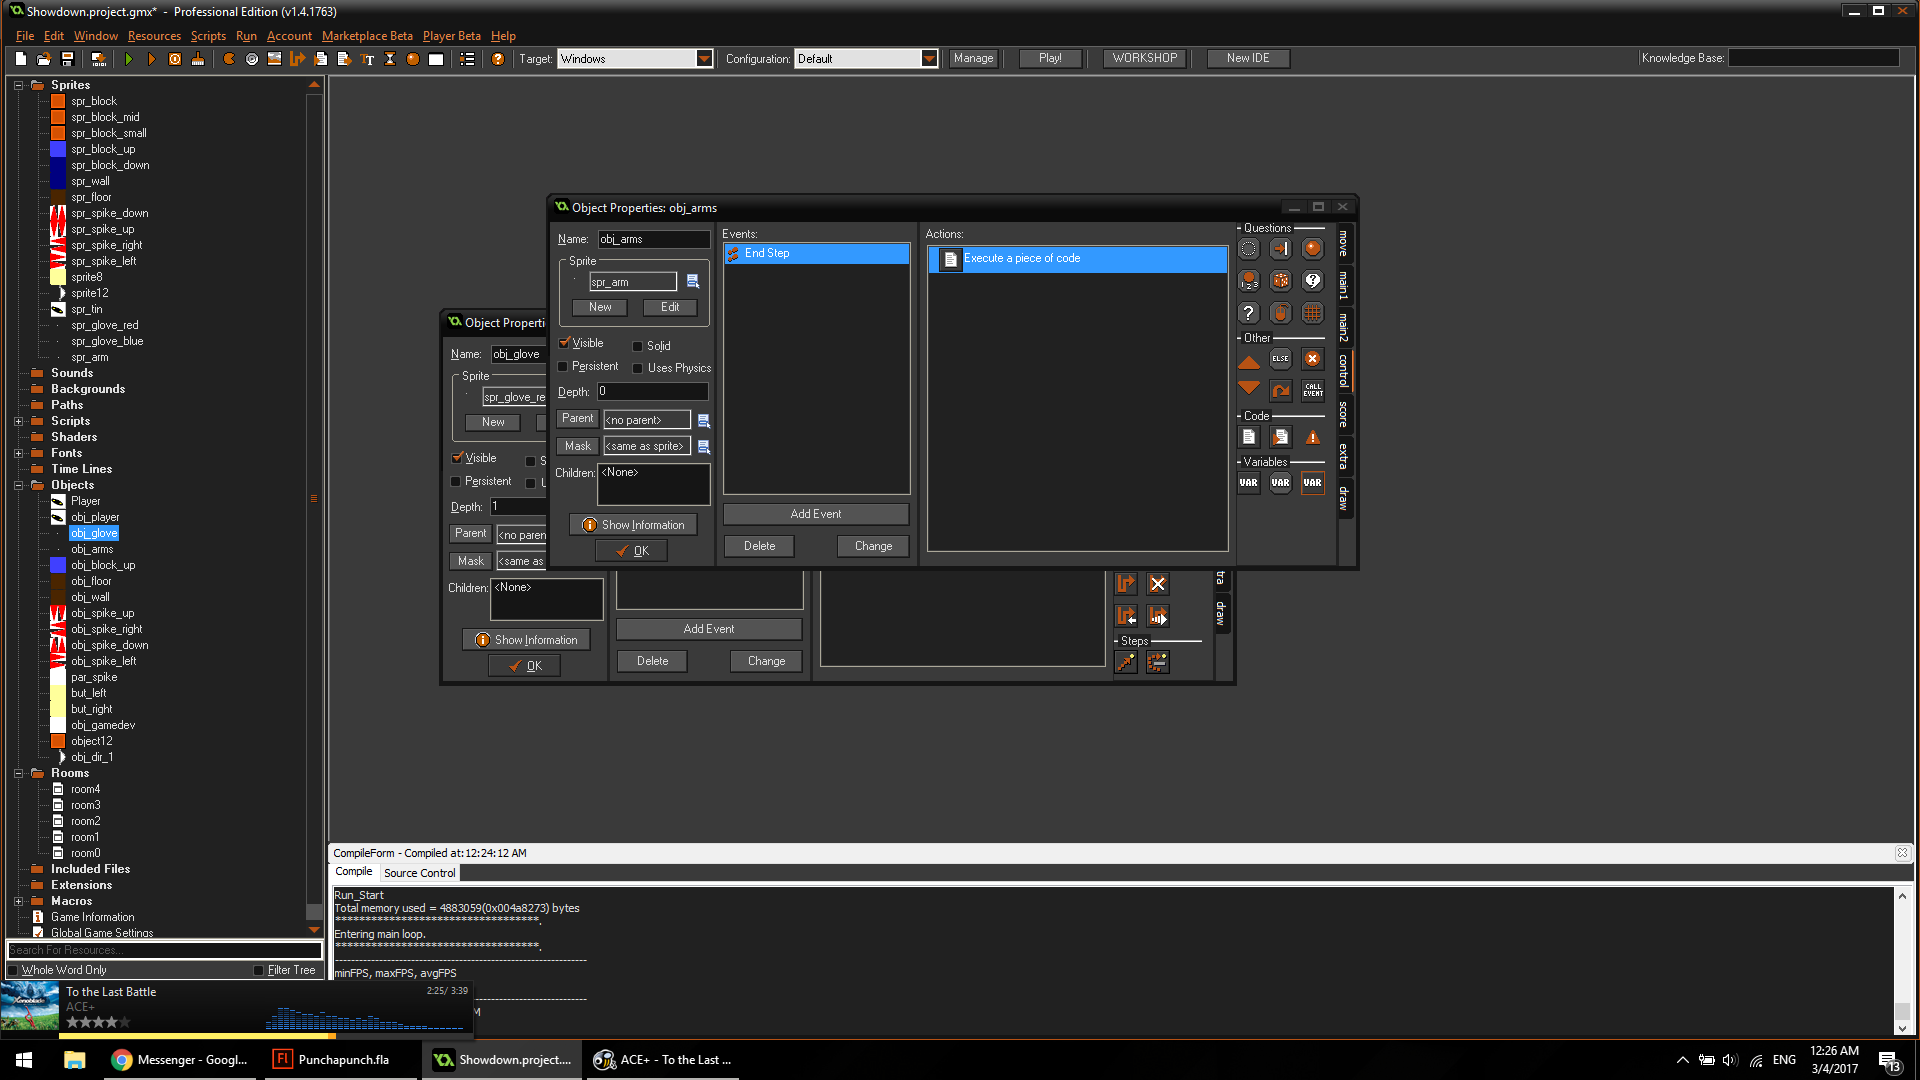 Showdown.project.gmx* - Professional Edition (v1.4.1763)
File Edit Window Resources Scripts Run Account Marketplace Beta Player Beta Help
Target: Windows Configuration: Default Manage Play! WORKSHOP New IDE Knowledge Base:
Sprites
spr_block
spr_block_mid
spr_block_small
spr_block_up
spr_block_down
spr_wall
spr_floor
spr_spike_down
spr_spike_up
spr_spike_right
spr_spike_left
sprite8
sprite12
spr_tin
spr_glove_red
spr_glove_blue
spr_arm
Sounds
Backgrounds
Paths
Scripts
Shaders
Fonts
Time Lines
Objects
Player
obj_player
obj_glove
obj_arms
obj_block_up
obj_floor
obj_wall
obj_spike_up
obj_spike_right
obj_spike_down
obj_spike_left
par_spike
but_left
but_right
obj_gamedev
object12
obj_dir_1
Rooms
room4
room3
room2
room1
room0
Included Files
Extensions
Macros
Game Information
Global Game Settings
Search For Resources...
Whole Word Only Filter Tree
Object Properties: obj_arms
Name: obj_arms
Sprite
spr_arm
New Edit
Visible Solid
Persistent Uses Physics
Depth: 0
Parent <no parent>
Mask <same as sprite>
Children: <None>
Show Information
OK
Events:
End Step
Add Event
Delete Change
Actions:
Execute a piece of code
Questions
1 2 3
?
Other
ELSE
CALL EVENT
Code
Variables
VAR VAR VAR
move
main1
main2
control
score
extra
draw
Object Properti
Name: obj_glove
Sprite
spr_glove_re
New
Visible S
Persistent U
Depth: 1
Parent <no paren
Mask <same as
Children: <None>
Show Information
OK
Add Event
Delete Change
Steps
tra
draw
CompileForm - Compiled at:12:24:12 AM
Compile Source Control
Run_Start
Total memory used = 4883059(0x004a8273) bytes
Entering main loop.
minFPS, maxFPS, avgFPS
M
To the Last Battle 2:25/ 3:39
ACE+
Xenoblade
Messenger - Googl...
Fl Punchapunch.fla
Showdown.project....
ACE+ - To the Last ...
ENG
12:26 AM
3/4/2017
13